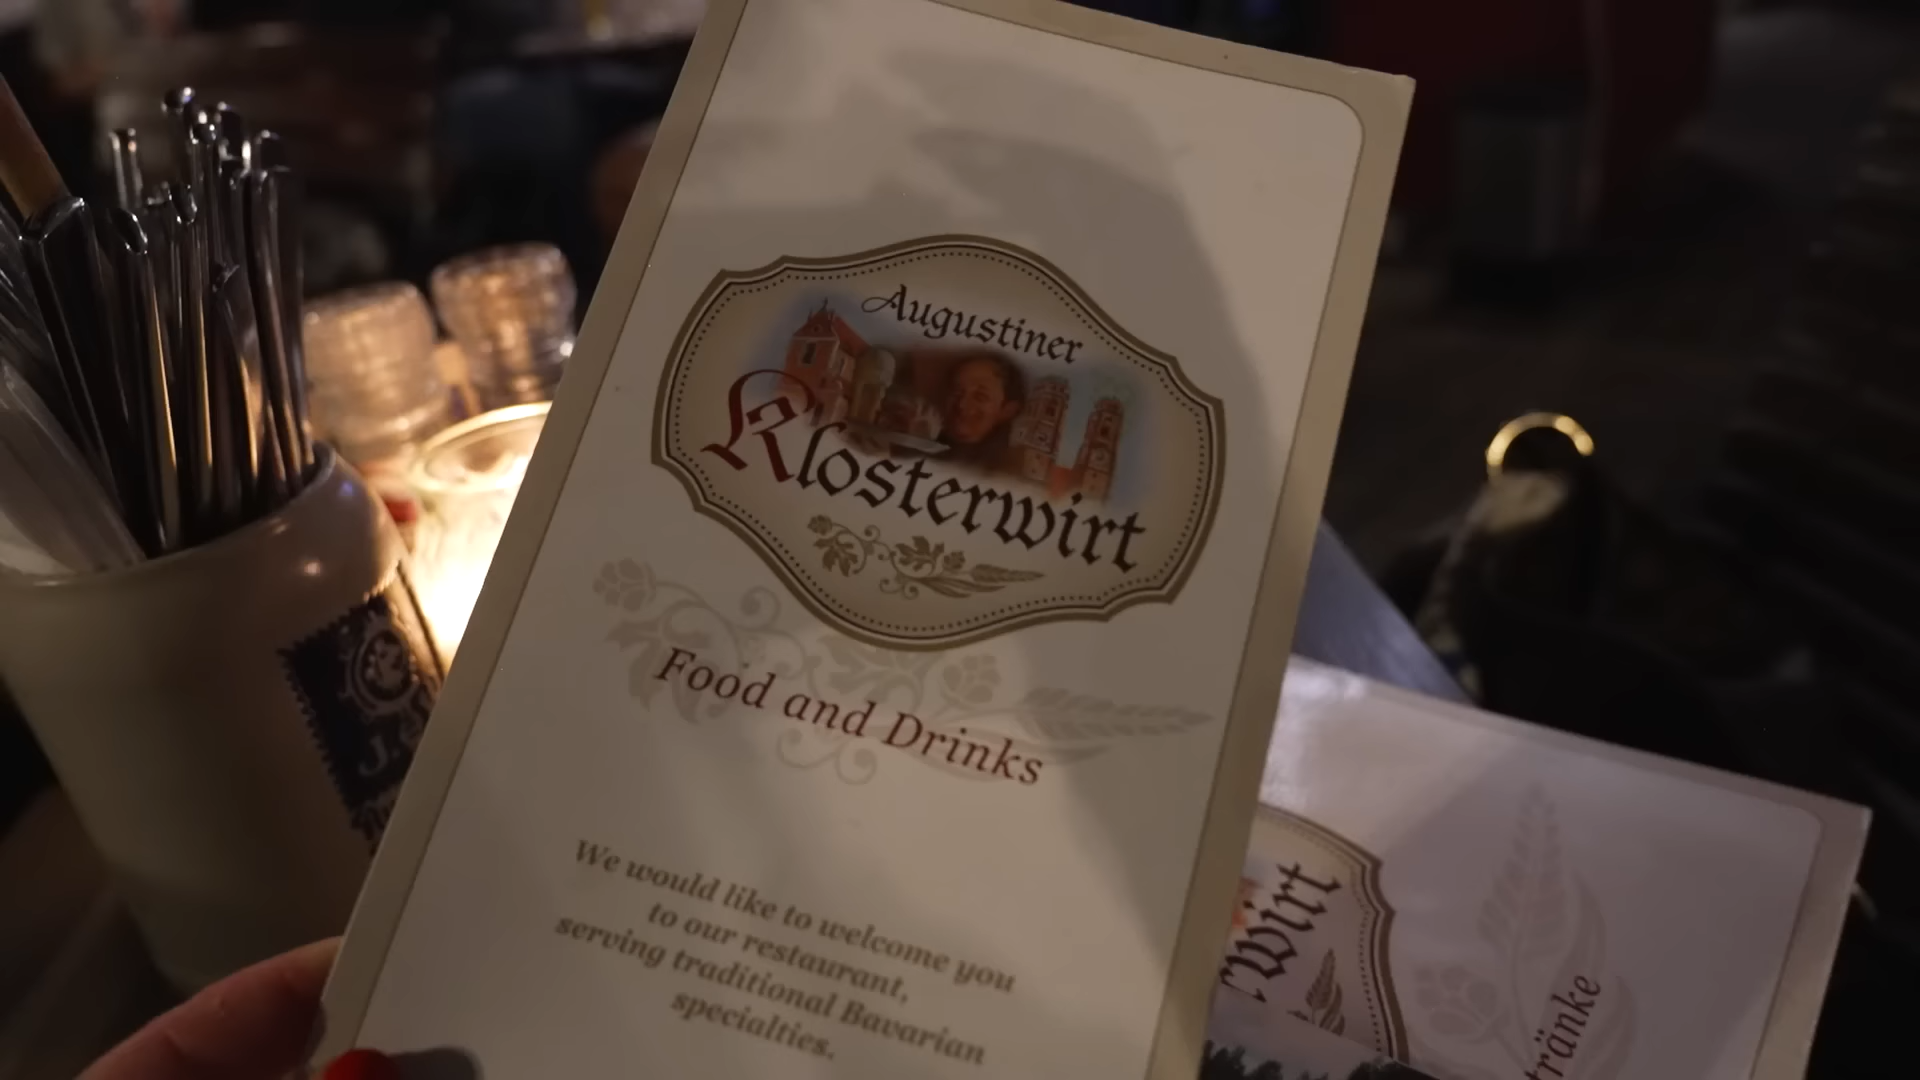 Augustiner
Klosterwirt
Food and Drinks
We would like to welcome you
to our restaurant,
serving traditional Bavarian
specialties.
rwirt
tränke
J.